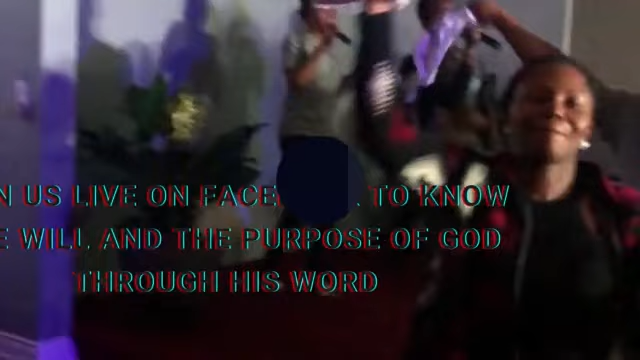 US LIVE ON FACE TO KNOW
WILL AND THE PURPOSE OF GOD
THROUGH HIS WORD